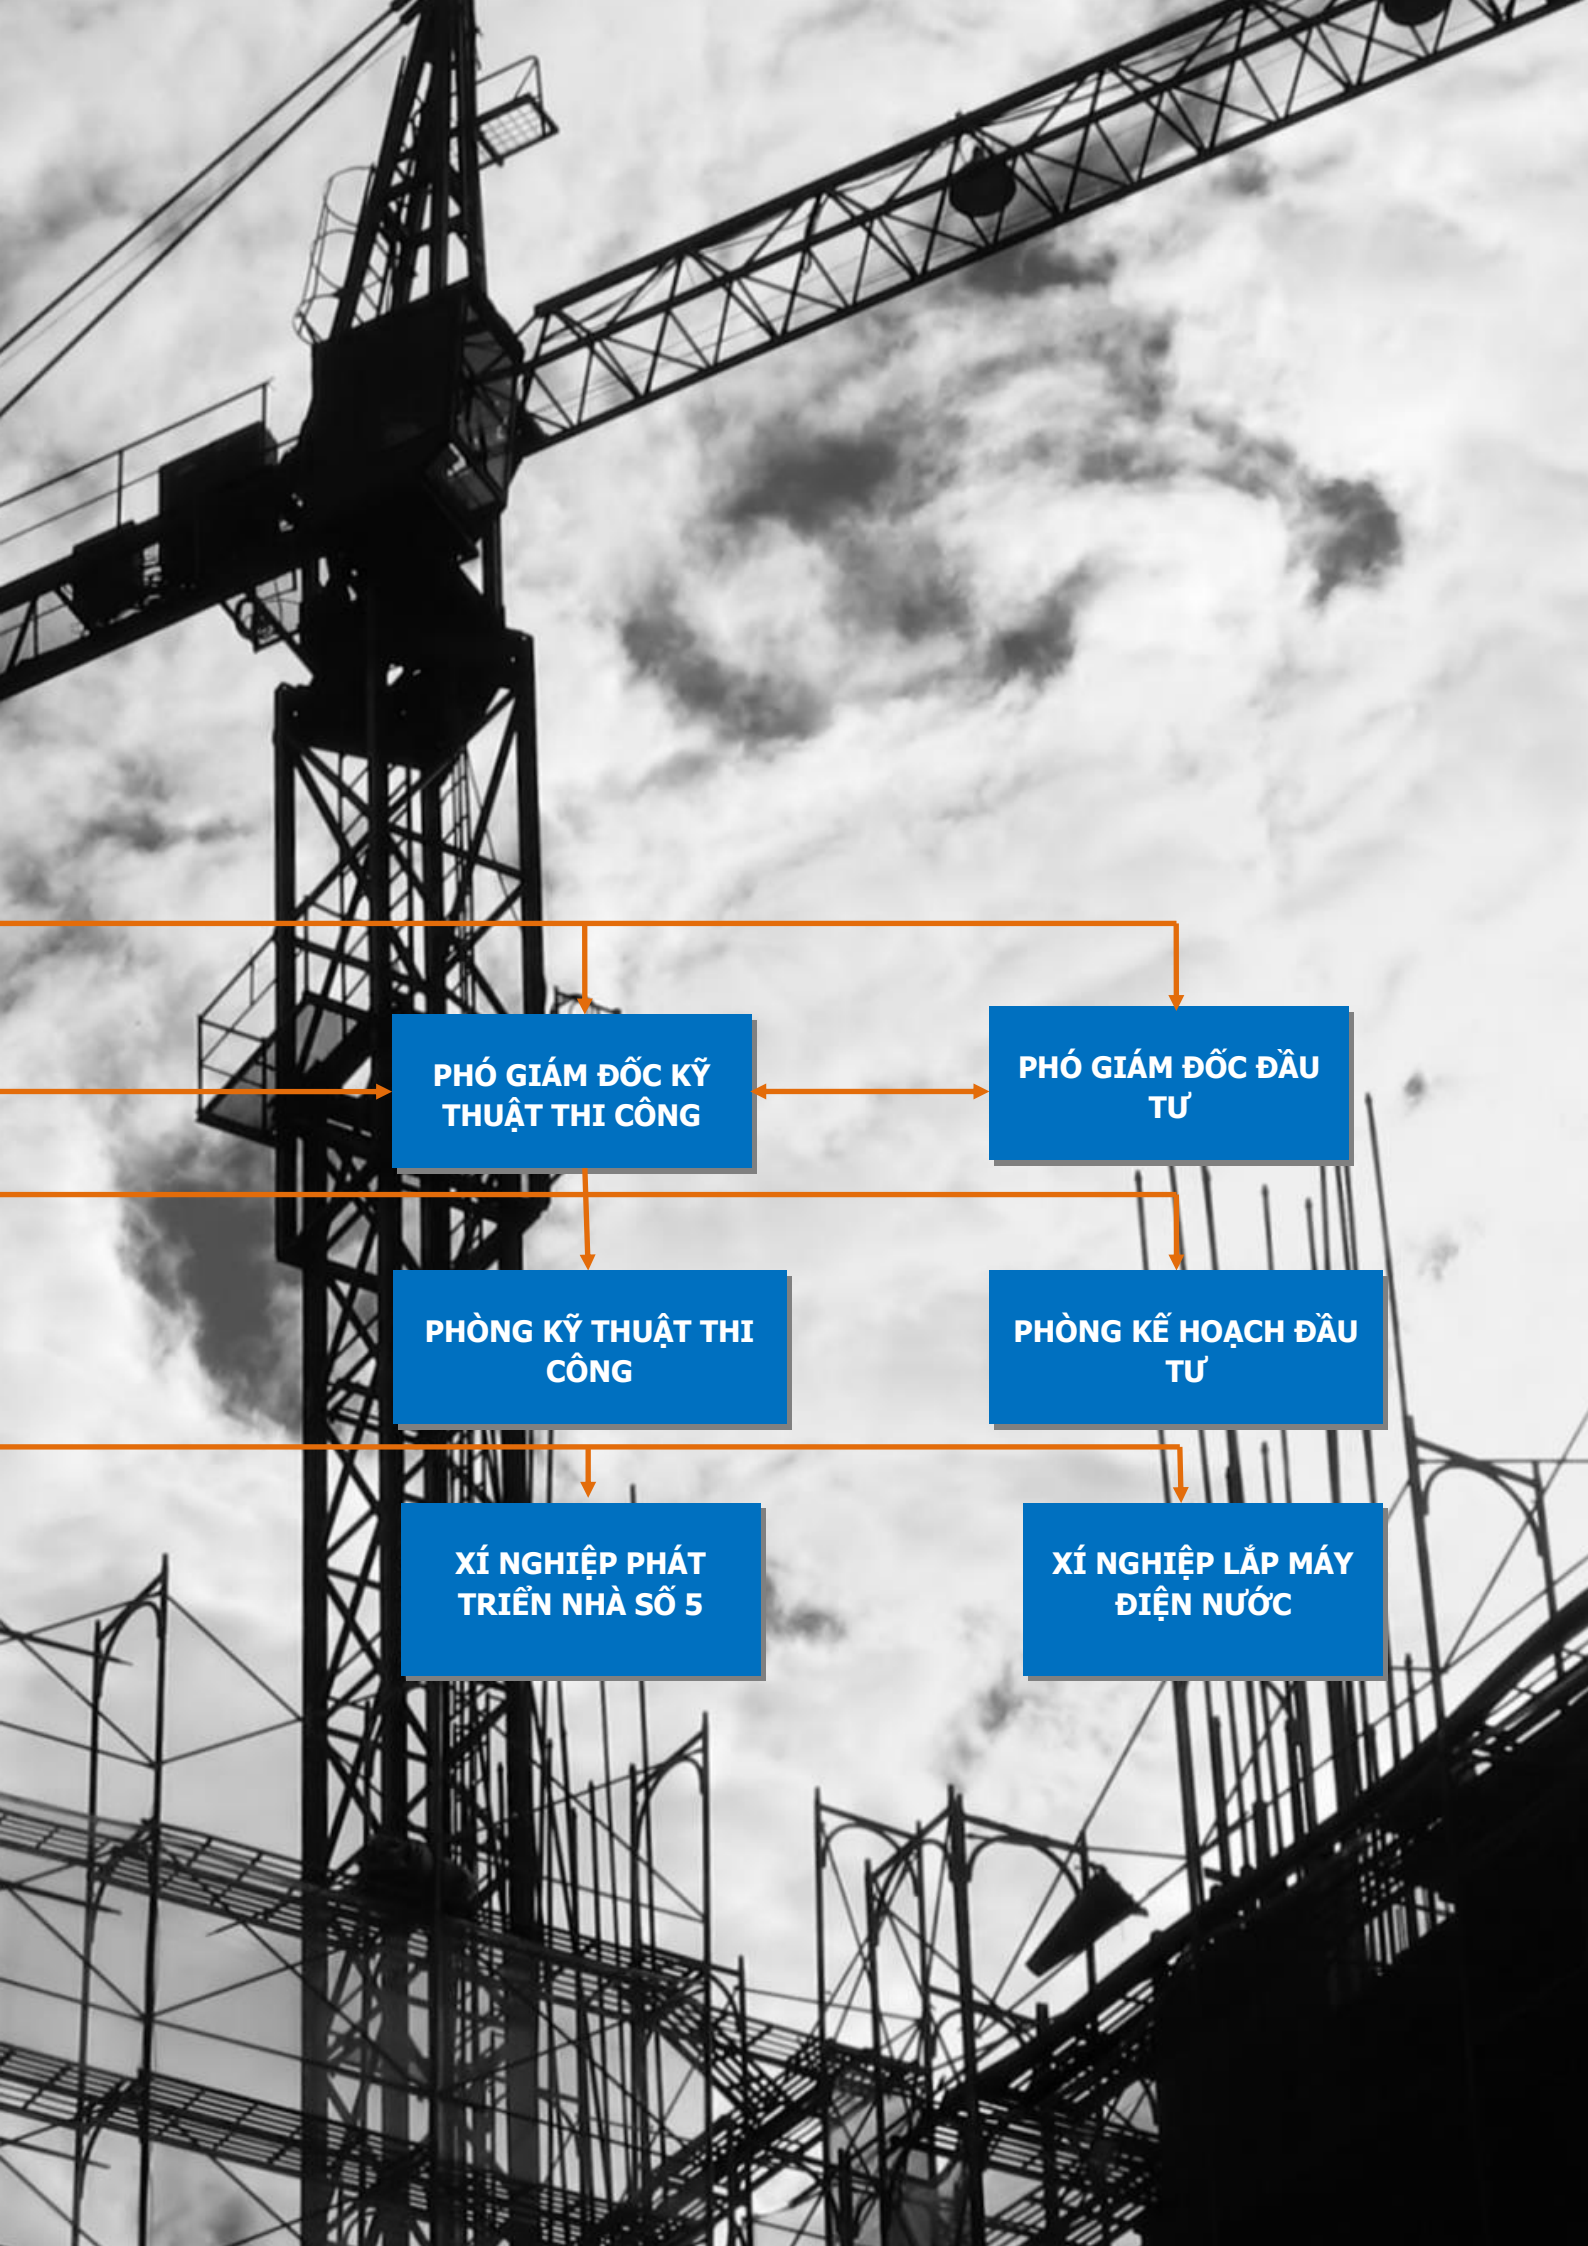 PHÓ GIÁM ĐỐC KỸ
THUẬT THI CÔNG
PHÓ GIÁM ĐỐC ĐẦU
TƯ
PHÒNG KỸ THUẬT THI
CÔNG
PHÒNG KẾ HOẠCH ĐẦU
TƯ
XÍ NGHIỆP PHÁT
TRIỂN NHÀ SỐ 5
XÍ NGHIỆP LẮP MÁY
ĐIỆN NƯỚC